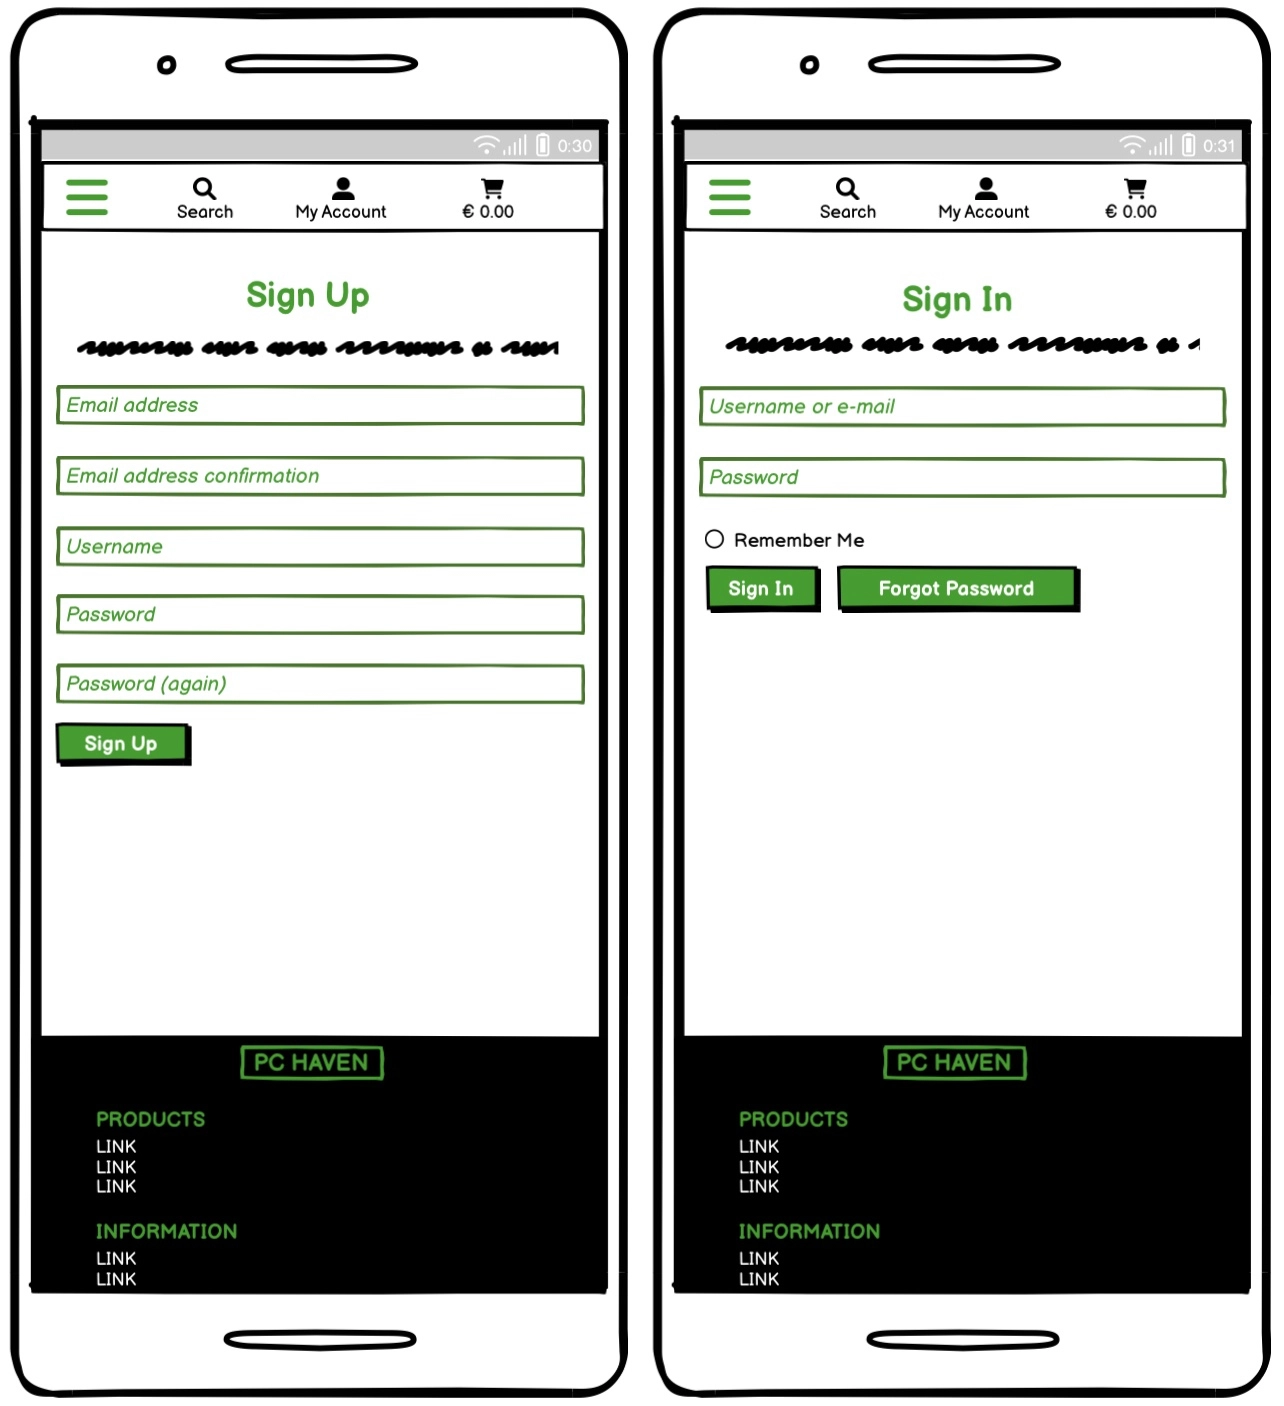 0:30
Search My Account € 0.00
Sign Up
Email address
Email address confirmation
Username
Password
Password (again)
Sign Up
PC HAVEN
PRODUCTS
LINK
LINK
LINK
INFORMATION
LINK
LINK
0:31
Search My Account € 0.00
Sign In
Username or e-mail
Password
Remember Me
Sign In Forgot Password
PC HAVEN
PRODUCTS
LINK
LINK
LINK
INFORMATION
LINK
LINK